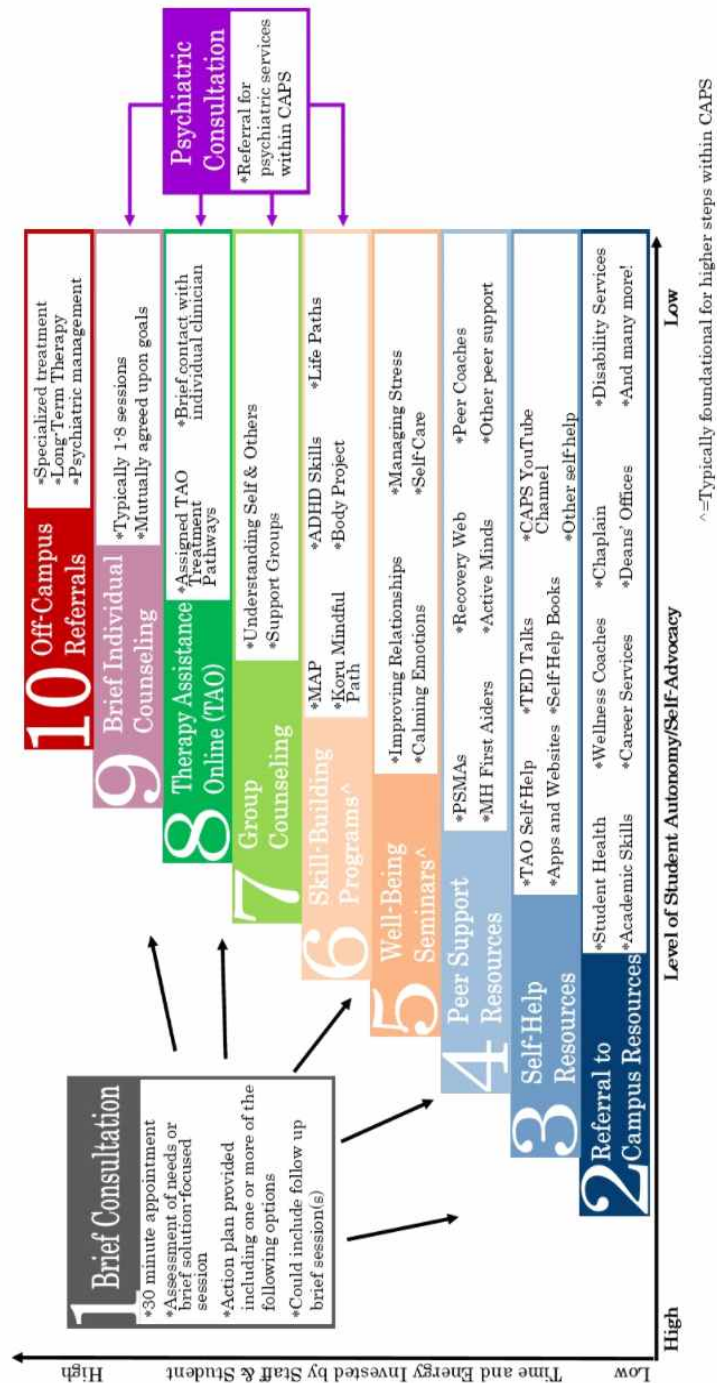 1 Brief Consultation
*30 minute appointment
*Assessment of needs or
brief solution-focused
session
*Action plan provided
including one or more of the
following options
*Could include follow up
brief session(s)
10 Off-Campus
Referrals
*Specialized treatment
*Long-Term Therapy
*Psychiatric management
9 Brief Individual
Counseling
*Typically 1-8 sessions
*Mutually agreed upon goals
8 Therapy Assistance
Online (TAO)
*Assigned TAO
Treatment
Pathways
*Brief contact with
individual clinician
7 Group
Counseling
*Understanding Self & Others
*Support Groups
6 Skill-Building
Programs^
*MAP
*Koru Mindful
Path
*ADHD Skills
*Body Project
*Life Paths
5 Well-Being
Seminars^
*Improving Relationships
*Calming Emotions
*Managing Stress
*Self-Care
4 Peer Support
Resources
*PSMAs
*MH First Aiders
*Recovery Web
*Active Minds
*Peer Coaches
*Other peer support
3 Self-Help
Resources
*TAO Self-Help
*Apps and Websites
*TED Talks
*Self-Help Books
*CAPS YouTube
Channel
*Other self-help
2 Referral to
Campus Resources
*Student Health
*Academic Skills
*Wellness Coaches
*Career Services
*Chaplain
*Deans' Offices
*Disability Services
*And many more!
Psychiatric
Consultation
*Referral for
psychiatric services
within CAPS
High
Time and Energy Invested by Staff & Student
Low
High
Level of Student Autonomy/Self-Advocacy
Low
^=Typically foundational for higher steps within CAPS